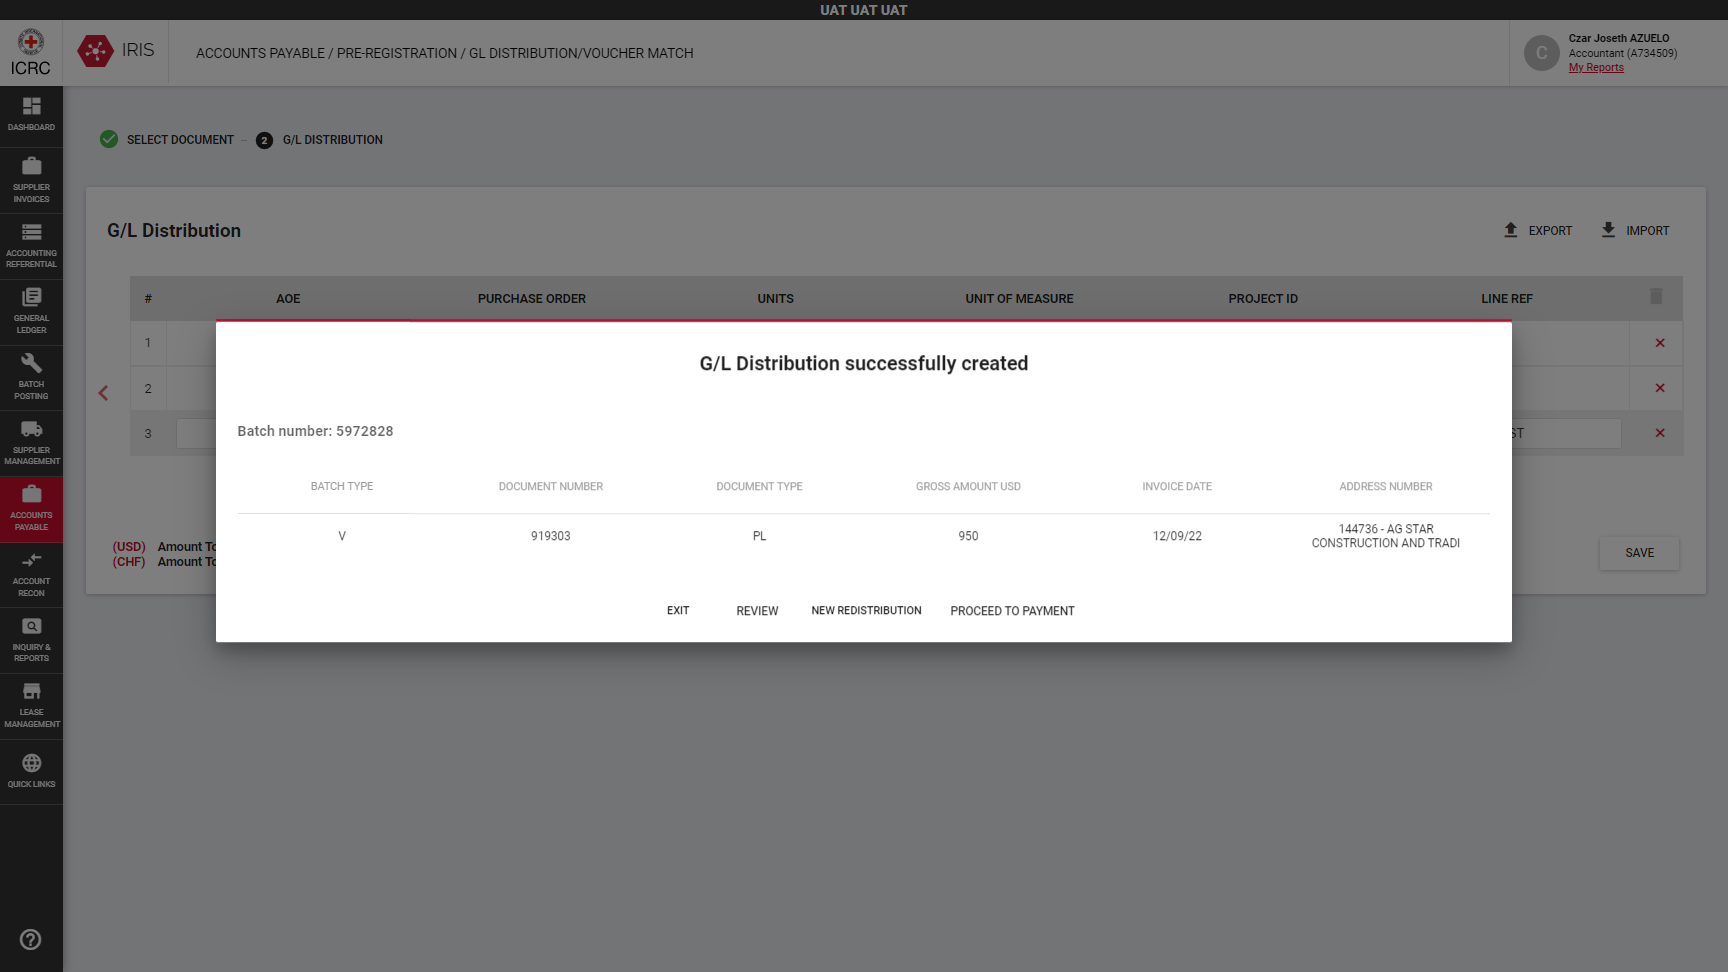 UAT UAT UAT
ICRC
IRIS
ACCOUNTS PAYABLE / PRE-REGISTRATION / GL DISTRIBUTION/VOUCHER MATCH
C
Czar Joseth AZUELO
Accountant (A734509)
My Reports
DASHBOARD
SUPPLIER
INVOICES
ACCOUNTING
REFERENTIAL
GENERAL
LEDGER
BATCH
POSTING
SUPPLIER
MANAGEMENT
ACCOUNTS
PAYABLE
ACCOUNT
RECON
INQUIRY &
REPORTS
LEASE
MANAGEMENT
QUICK LINKS
SELECT DOCUMENT
2 G/L DISTRIBUTION
G/L Distribution
EXPORT
IMPORT
# AOE PURCHASE ORDER UNITS UNIT OF MEASURE PROJECT ID LINE REF
1
2
3
ST
G/L Distribution successfully created
Batch number: 5972828
BATCH TYPE DOCUMENT NUMBER DOCUMENT TYPE GROSS AMOUNT USD INVOICE DATE ADDRESS NUMBER
V 919303 PL 950 12/09/22 144736 - AG STAR
CONSTRUCTION AND TRADI
EXIT REVIEW NEW REDISTRIBUTION PROCEED TO PAYMENT
(USD) Amount To
(CHF) Amount To
SAVE